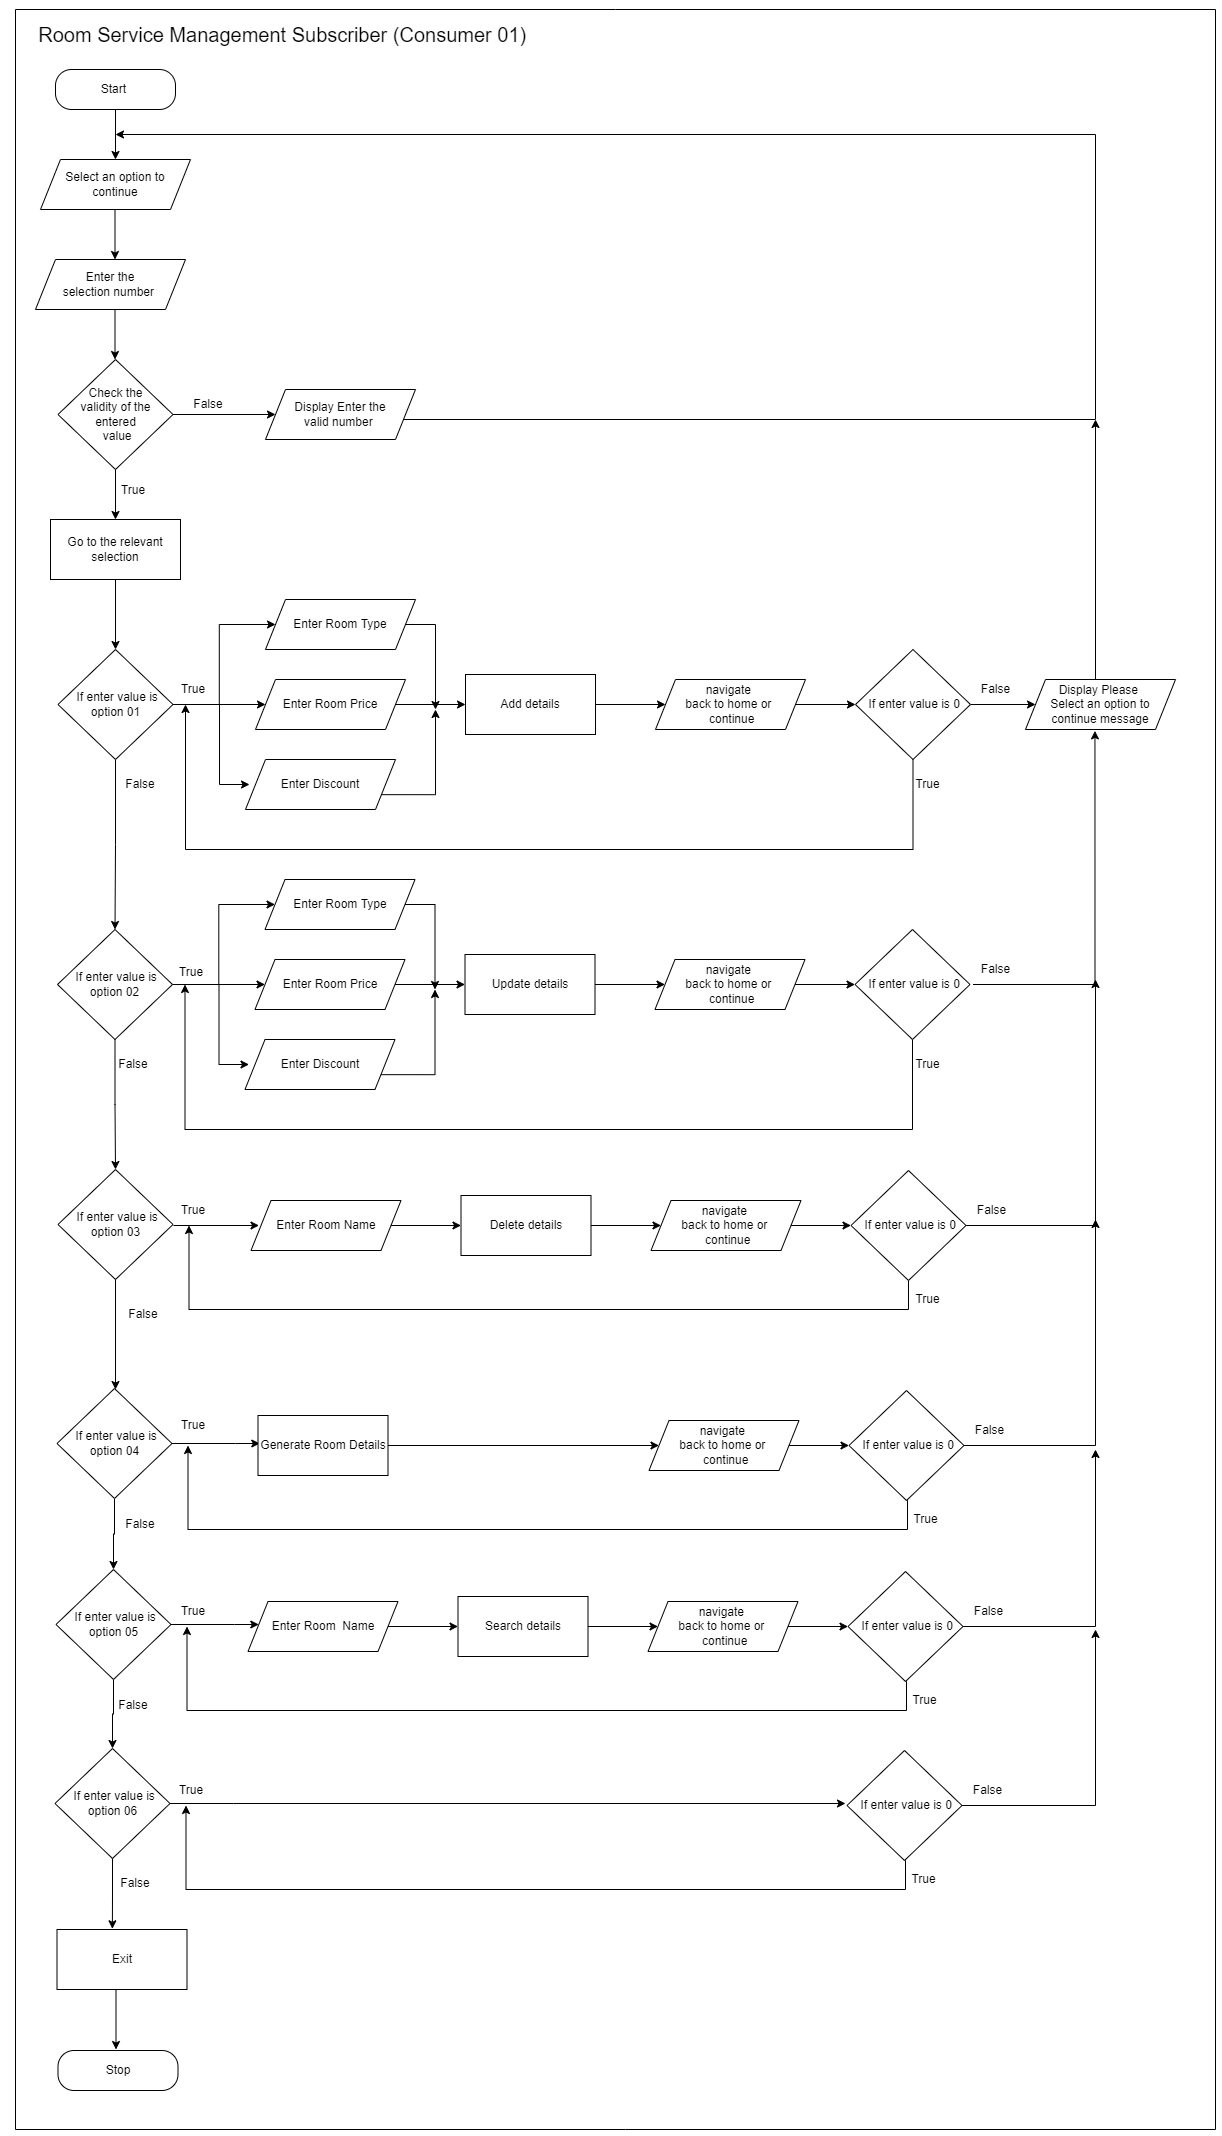 Room Service Management Subscriber (Consumer 01)
Start
Select an option to
continue
Enter the
selection number
Check the
validity of the
entered
value
False
Display Enter the
valid number
True
Go to the relevant
selection
If enter value is
option 01
True
False
Enter Room Type
Enter Room Price
Enter Discount
Add details
navigate
back to home or
continue
If enter value is 0
False
True
Display Please
Select an option to
continue message
If enter value is
option 02
True
False
Enter Room Type
Enter Room Price
Enter Discount
Update details
navigate
back to home or
continue
If enter value is 0
False
True
If enter value is
option 03
True
False
Enter Room Name
Delete details
navigate
back to home or
continue
If enter value is 0
False
True
If enter value is
option 04
True
False
Generate Room Details
navigate
back to home or
continue
If enter value is 0
False
True
If enter value is
option 05
True
False
Enter Room  Name
Search details
navigate
back to home or
continue
If enter value is 0
False
True
If enter value is
option 06
True
False
If enter value is 0
False
True
Exit
Stop